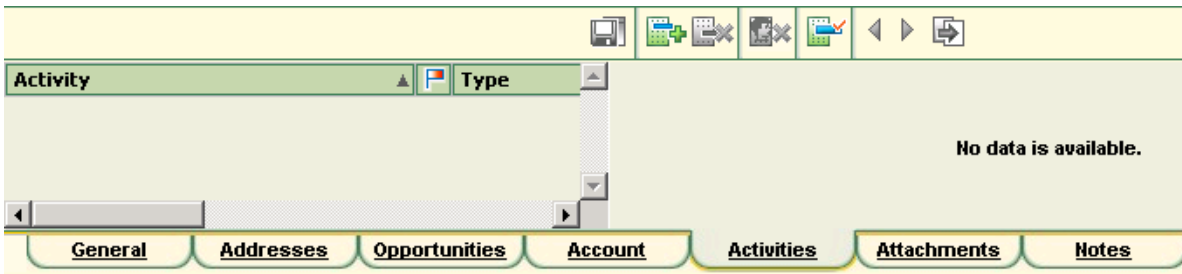 Activity Type
No data is available.
General Addresses Opportunities Account Activities Attachments Notes